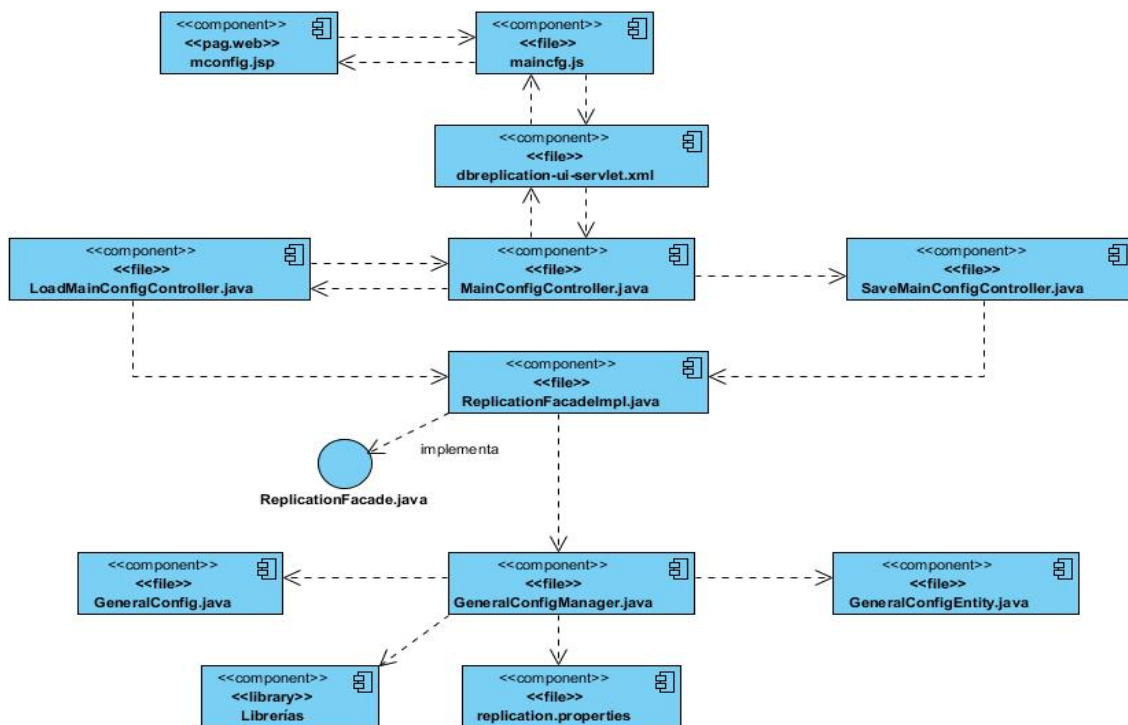 <<component>>
<<pag.web>>
mconfig.jsp
<<component>>
<<file>>
maincfg.js
<<component>>
<<file>>
dbreplication-ui-servlet.xml
<<component>>
<<file>>
LoadMainConfigController.java
<<component>>
<<file>>
MainConfigController.java
<<component>>
<<file>>
SaveMainConfigController.java
<<component>>
<<file>>
ReplicationFacadeImpl.java
implementa
ReplicationFacade.java
<<component>>
<<file>>
GeneralConfig.java
<<component>>
<<file>>
GeneralConfigManager.java
<<component>>
<<file>>
GeneralConfigEntity.java
<<component>>
<<library>>
Librerías
<<component>>
<<file>>
replication.properties